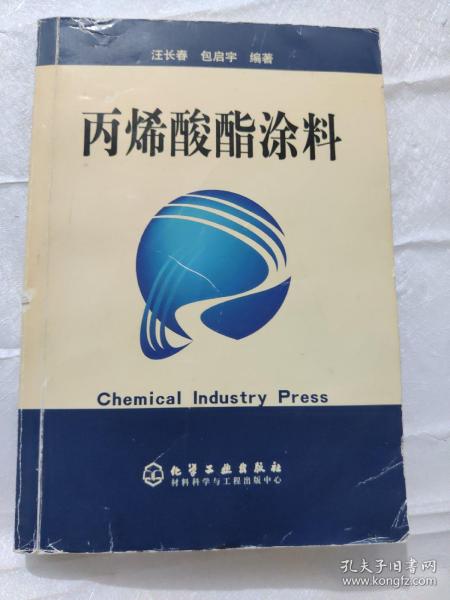 汪长春 包启宇 编著
丙烯酸酯涂料
Chemical Industry Press
化学工业出版社
材料科学与工程出版中心
孔夫子旧书网
www.kongfz.com